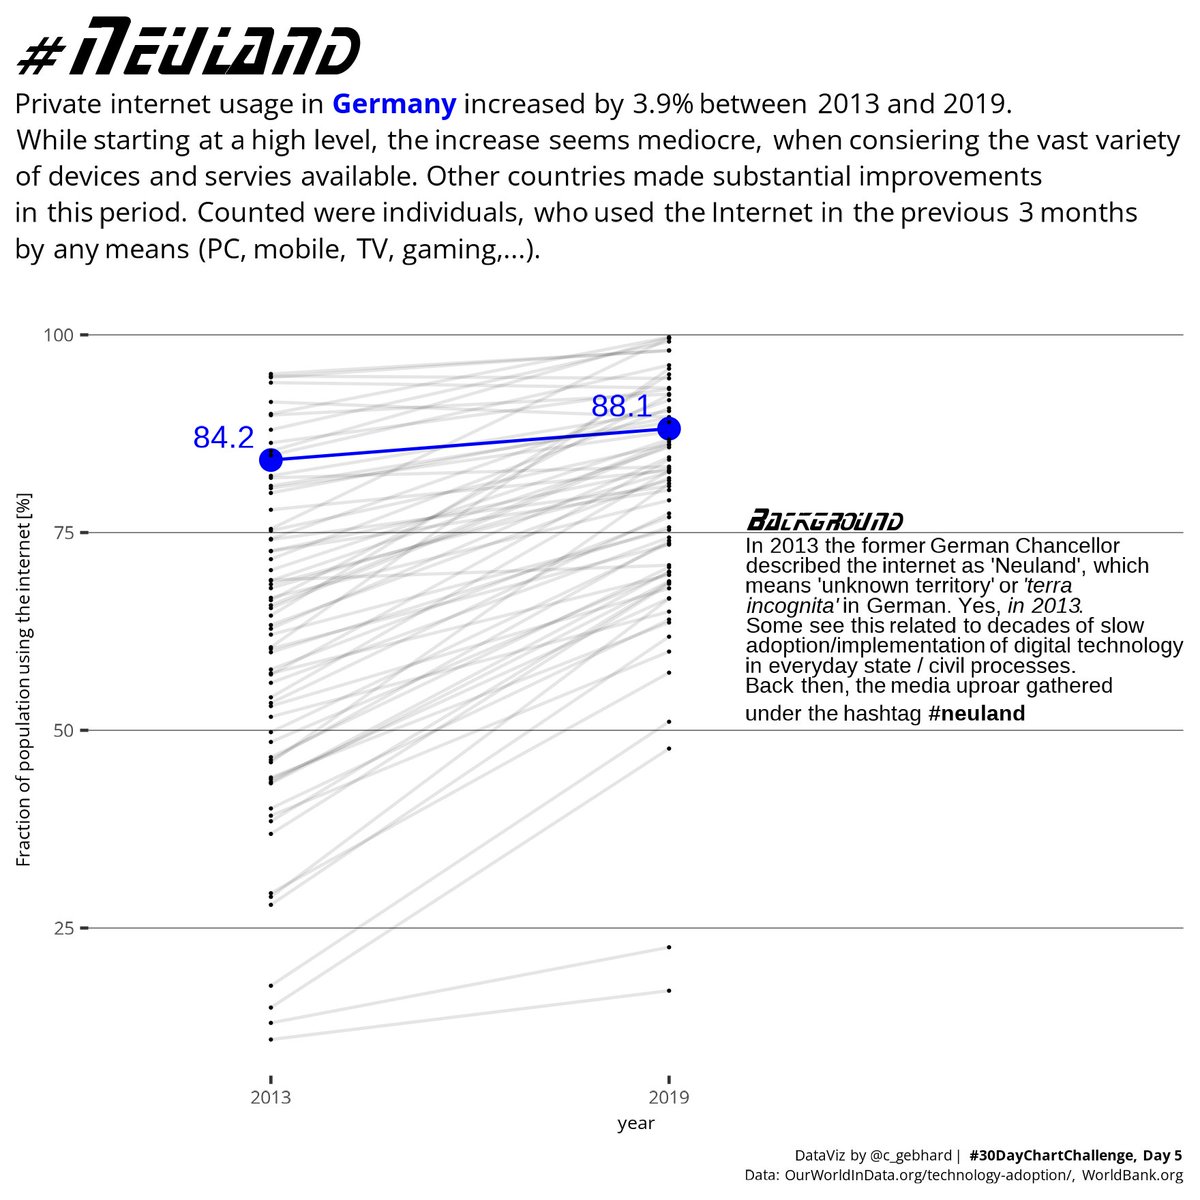 #Neuland
Private internet usage in Germany increased by 3.9% between 2013 and 2019.
While starting at a high level, the increase seems mediocre, when consiering the vast variety
of devices and servies available. Other countries made substantial improvements
in this period. Counted were individuals, who used the Internet in the previous 3 months
by any means (PC, mobile, TV, gaming,...).
100
88.1
84.2
Fraction of population using the internet [%]
75
Background
In 2013 the former German Chancellor
described the internet as 'Neuland', which
means 'unknown territory' or 'terra
incognita' in German. Yes, in 2013.
Some see this related to decades of slow
adoption/implementation of digital technology
in everyday state / civil processes.
Back then, the media uproar gathered
under the hashtag #neuland
50
25
2013
2019
year
DataViz by @c_gebhard | #30DayChartChallenge, Day 5
Data: OurWorldInData.org/technology-adoption/, WorldBank.org